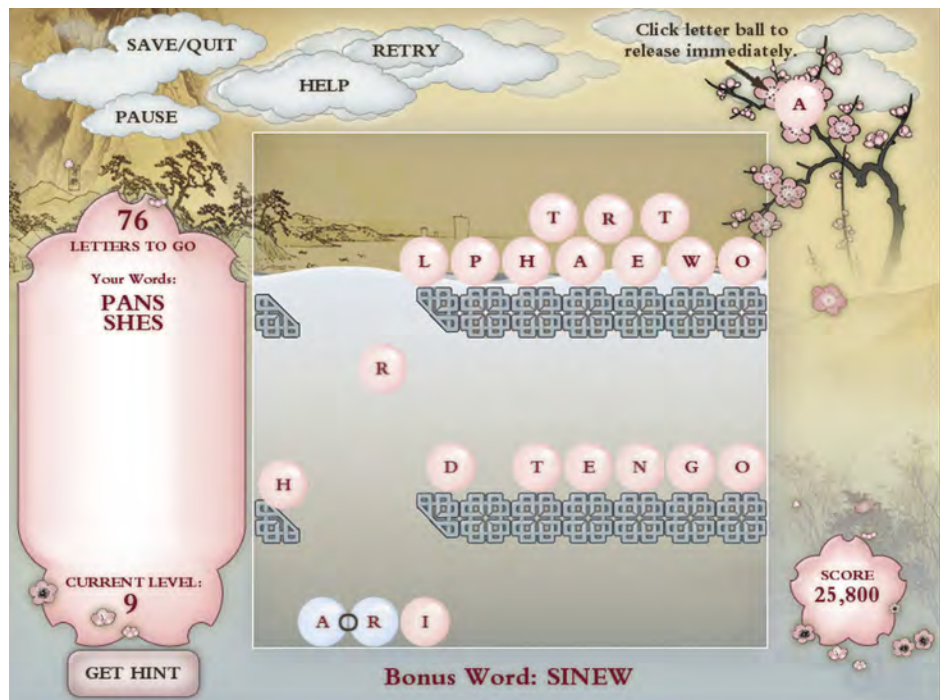 SAVE/QUIT
RETRY
HELP
PAUSE
Click letter ball to
release immediately.
A
76
LETTERS TO GO
Your Words:
PANS
SHES
T R T
L P H A E W O
R
H
D T E N G O
A R I
CURRENT LEVEL:
9
GET HINT
SCORE
25,800
Bonus Word: SINEW